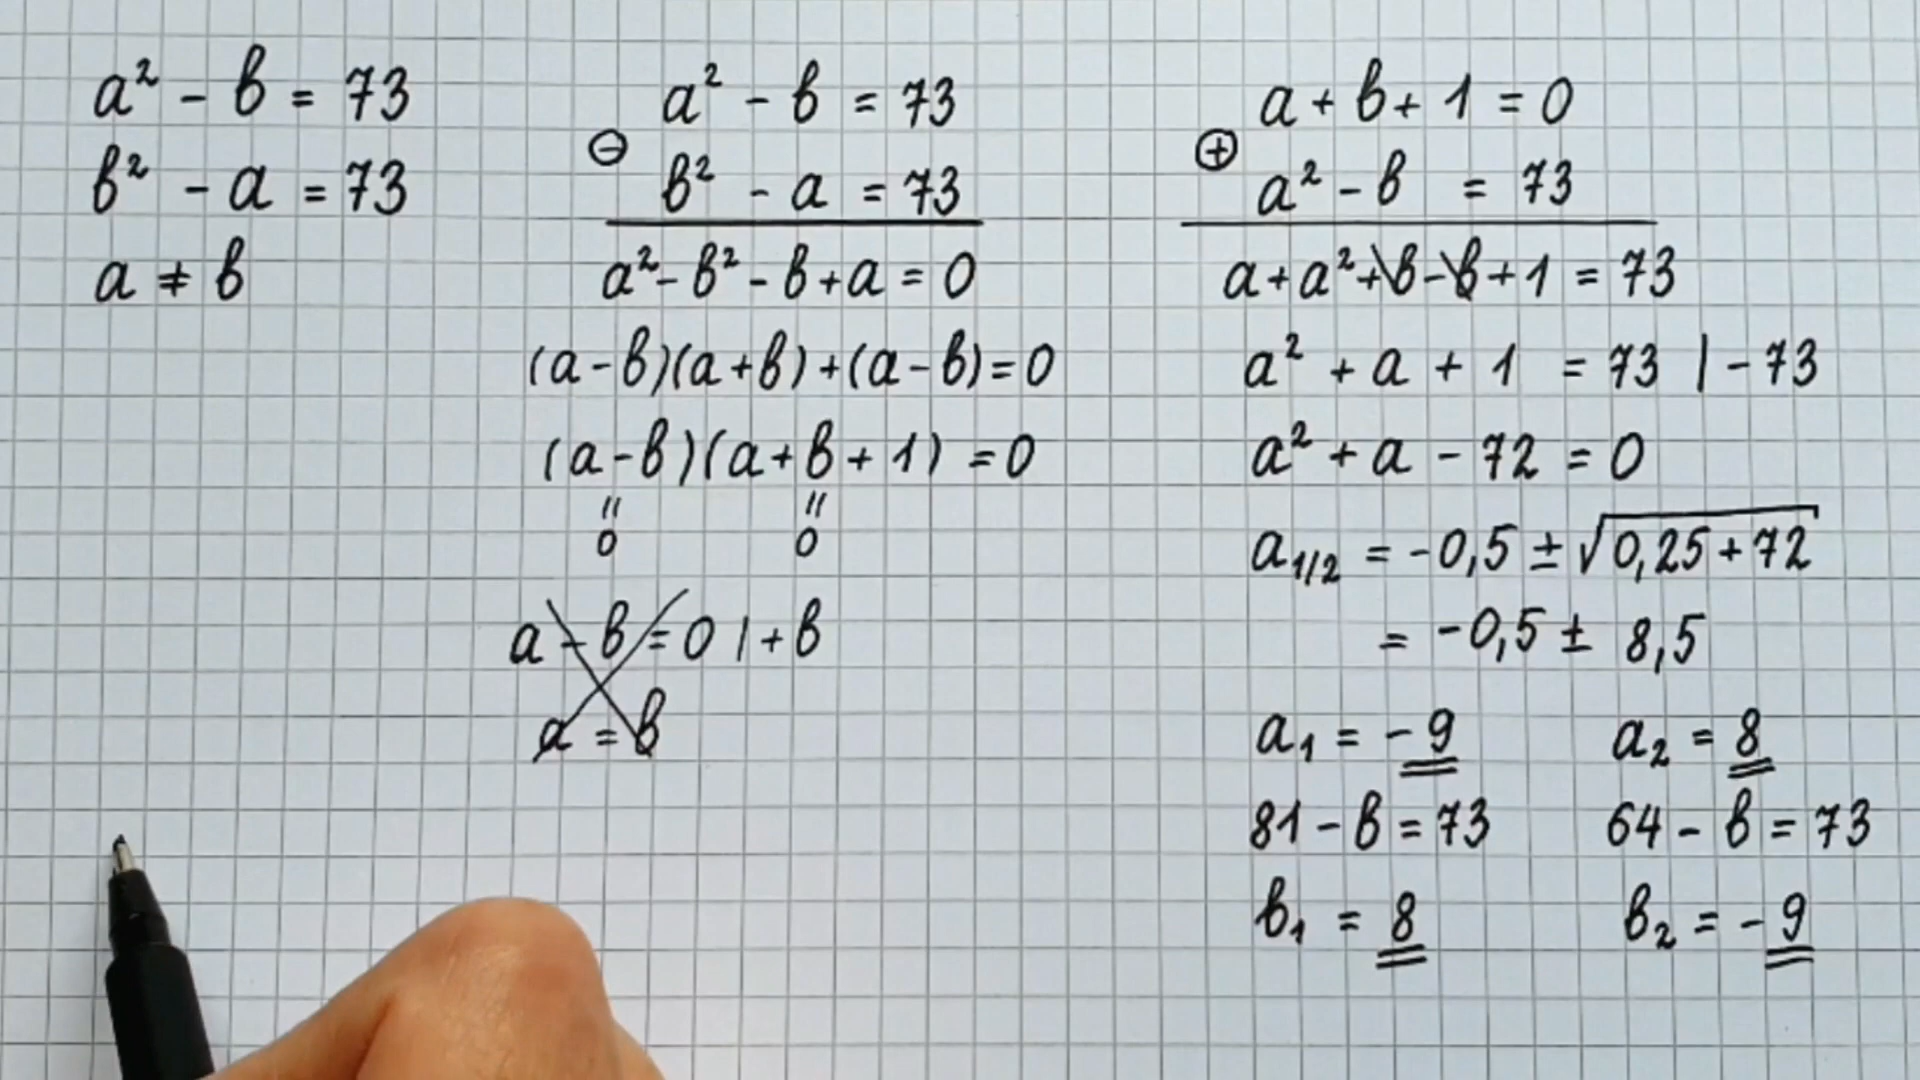 a² - b = 73
b² - a = 73
a ≠ b
a² - b = 73
⊖
b² - a = 73
a² - b² - b + a = 0
(a - b)(a + b) + (a - b) = 0
(a - b)(a + b + 1) = 0
= =
0 0
a - b = 0 | + b
a = b
a + b + 1 = 0
⊕
a² - b = 73
a + a² + b - b + 1 = 73
a² + a + 1 = 73 | - 73
a² + a - 72 = 0
a₁/₂ = -0,5 ± √0,25 + 72
= -0,5 ± 8,5
a₁ = -9 a₂ = 8
81 - b = 73 64 - b = 73
b₁ = 8 b₂ = -9